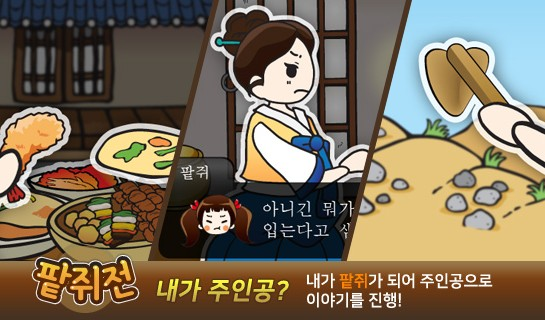 팥쥐
아니긴 뭐가
입는다고
팥쥐전
내가 주인공?
내가 팥쥐가 되어 주인공으로
이야기를 진행!